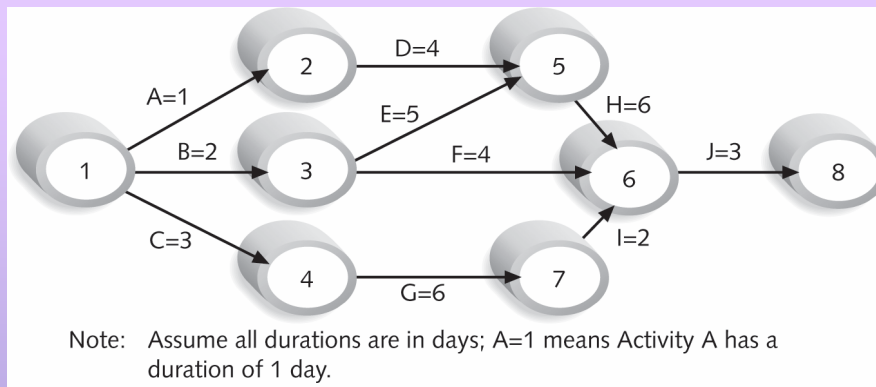 D=4
2
5
A=1
E=5
H=6
B=2
F=4
J=3
1
3
6
8
C=3
I=2
4
7
G=6
Note: Assume all durations are in days; A=1 means Activity A has a
duration of 1 day.